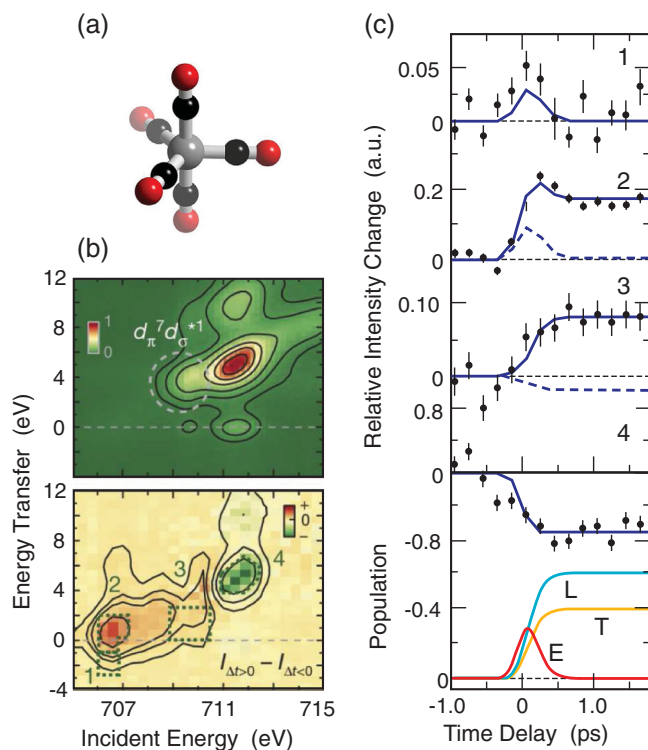 (a)
(b)
12
8
4
0
1
0
dπ⁷dσ*¹
12
8
4
0
-4
+
0
−
2
3
4
1
I Δt>0 − I Δt<0
707
711
715
Energy Transfer (eV)
Incident Energy (eV)
(c)
0.05
0
1
0.2
0
2
0.10
0
3
0.8
4
-0.8
-0.4
0
L
T
E
-1.0
0
1.0
Relative Intensity Change (a.u.)
Population
Time Delay (ps)